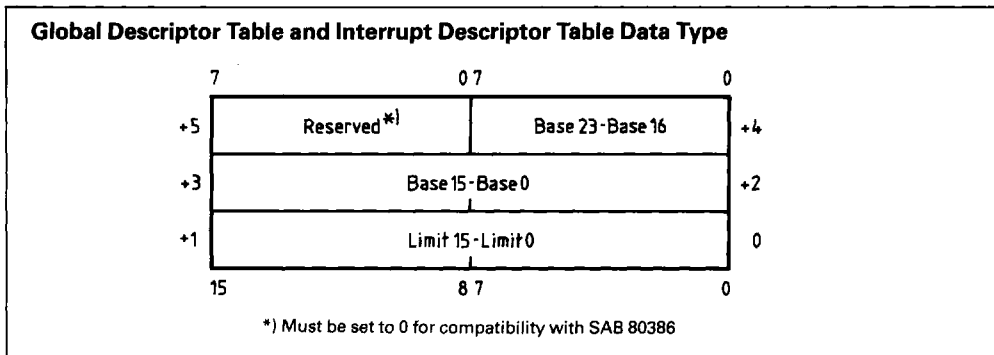 Global Descriptor Table and Interrupt Descriptor Table Data Type
7 0 7 0
+5 Reserved*) Base 23-Base 16 +4
+3 Base 15-Base 0 +2
+1 Limit 15-Limit 0 0
15 8 7 0
*) Must be set to 0 for compatibility with SAB 80386